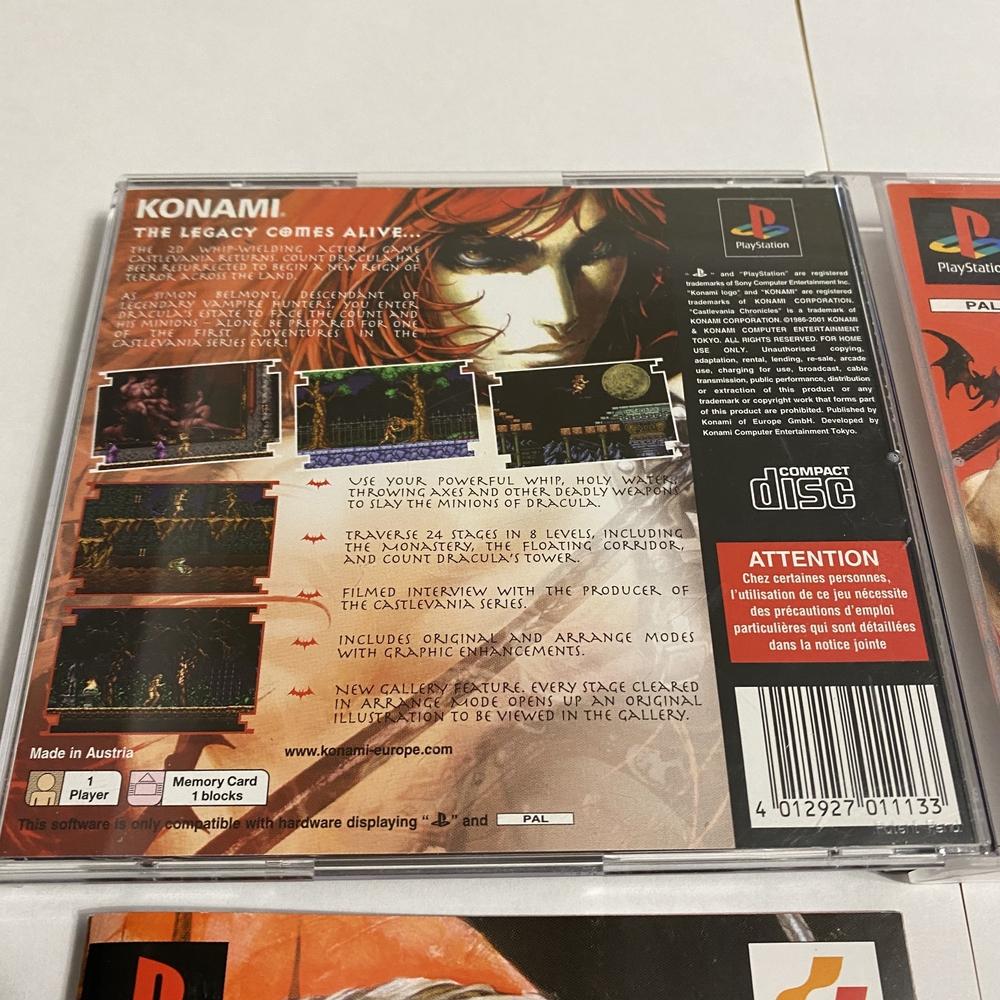 KONAMI
THE LEGACY COMES ALIVE...
THE 2D WHIP-WIELDING ACTION GAME
CASTLEVANIA RETURNS. COUNT DRACULA HAS
BEEN RESURRECTED TO BEGIN A NEW REIGN OF
TERROR ACROSS THE LAND.
AS SIMON BELMONT, DESCENDANT OF
LEGENDARY VAMPIRE HUNTERS, YOU ENTER
DRACULA'S ESTATE TO FACE THE COUNT AND
HIS MINIONS - ALONE. BE PREPARED FOR ONE
OF THE FIRST ADVENTURES IN THE
CASTLEVANIA SERIES EVER!
USE YOUR POWERFUL WHIP, HOLY WATER,
THROWING AXES AND OTHER DEADLY WEAPONS
TO SLAY THE MINIONS OF DRACULA.
TRAVERSE 24 STAGES IN 8 LEVELS, INCLUDING
THE MONASTERY, THE FLOATING CORRIDOR,
AND COUNT DRACULA'S TOWER.
FILMED INTERVIEW WITH THE PRODUCER OF
THE CASTLEVANIA SERIES.
INCLUDES ORIGINAL AND ARRANGE MODES
WITH GRAPHIC ENHANCEMENTS.
NEW GALLERY FEATURE. EVERY STAGE CLEARED
IN ARRANGE MODE OPENS UP AN ORIGINAL
ILLUSTRATION TO BE VIEWED IN THE GALLERY.
Made in Austria
www.konami-europe.com
1
Player
Memory Card
1 blocks
This software is only compatible with hardware displaying " " and PAL
PlayStation
" " and "PlayStation" are registered
trademarks of Sony Computer Entertainment Inc.
"Konami logo" and "KONAMI" are registered
trademarks of KONAMI CORPORATION.
"Castlevania Chronicles" is a trademark of
KONAMI CORPORATION. ©1986-2001 KONAMI
& KONAMI COMPUTER ENTERTAINMENT
TOKYO. ALL RIGHTS RESERVED. FOR HOME
USE ONLY. Unauthorised copying,
adaptation, rental, lending, re-sale, arcade
use, charging for use, broadcast, cable
transmission, public performance, distribution
or extraction of this product or any
trademark or copyright work that forms part
of this product are prohibited. Published by
Konami of Europe GmbH. Developed by
Konami Computer Entertainment Tokyo.
COMPACT
disc
ATTENTION
Chez certaines personnes,
l'utilisation de ce jeu nécessite
des précautions d'emploi
particulières qui sont détaillées
dans la notice jointe
4 012927 011133
Patent Pend.
PlayStation
PAL